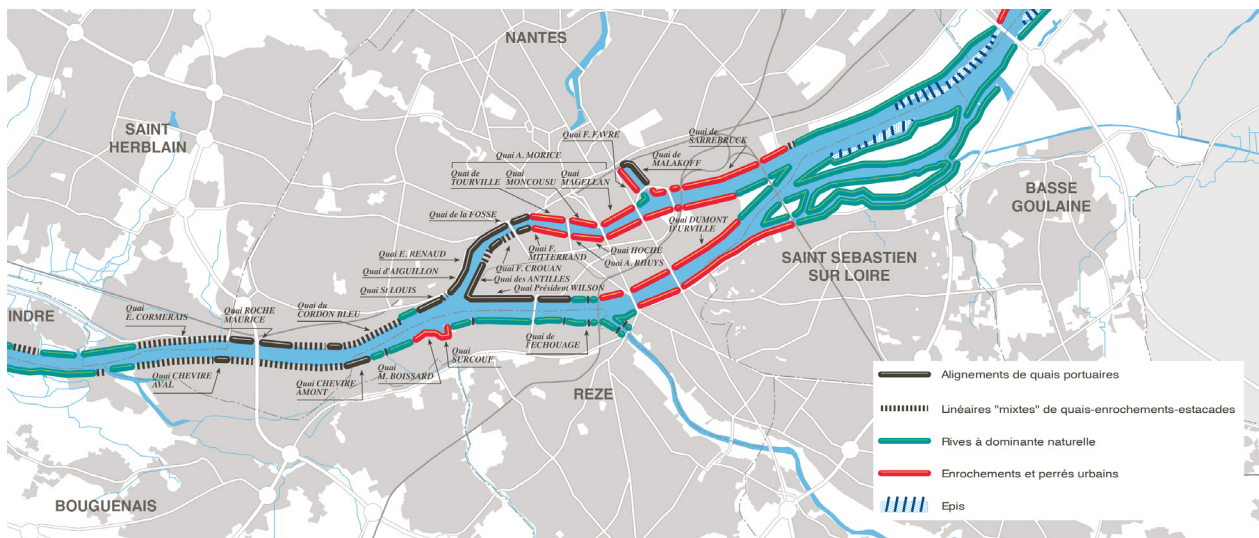 NANTES
SAINT
HERBLAIN
Quai F. FAVRE
Quai de
SARREBRUCK
Quai A. MORICE
Quai de
MALAKOFF
Quai de
TOURVILLE
Quai
MONCOUSU
Quai
MAGELLAN
BASSE
GOULAINE
Quai de la FOSSE
Quai DUMONT
D'URVILLE
Quai E. RENAUD
Quai F.
MITTERRAND
Quai HOCHE
Quai A. RHUYS
SAINT SEBASTIEN
SUR LOIRE
Quai d'AIGUILLON
Quai F. CROUAN
Quai des ANTILLES
Quai St LOUIS
Quai Président WILSON
INDRE
Quai
E. CORMERAIS
Quai ROCHE
MAURICE
Quai du
CORDON BLEU
Quai CHEVIRE
AVAL
Quai CHEVIRE
AMONT
Quai
M. BOISSARD
Quai
SURCOUF
Quai de
l'ECHOUAGE
REZE
BOUGUENAIS
Alignements de quais portuaires
Linéaires "mixtes" de quais-enrochements-estacades
Rives à dominante naturelle
Enrochements et perrés urbains
Epis